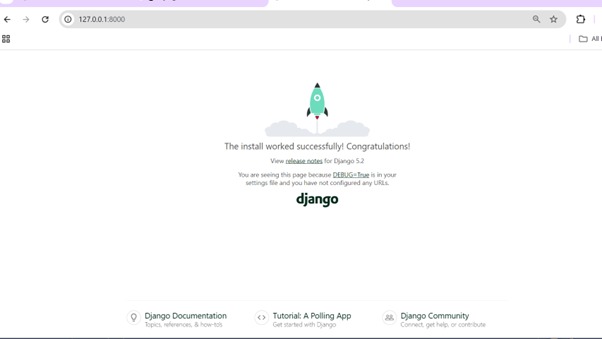 127.0.0.1:8000
All
The install worked successfully! Congratulations!
View release notes for Django 5.2
You are seeing this page because DEBUG=True is in your
settings file and you have not configured any URLs.
django
Django Documentation
Topics, references, & how-to's
Tutorial: A Polling App
Get started with Django
Django Community
Connect, get help, or contribute